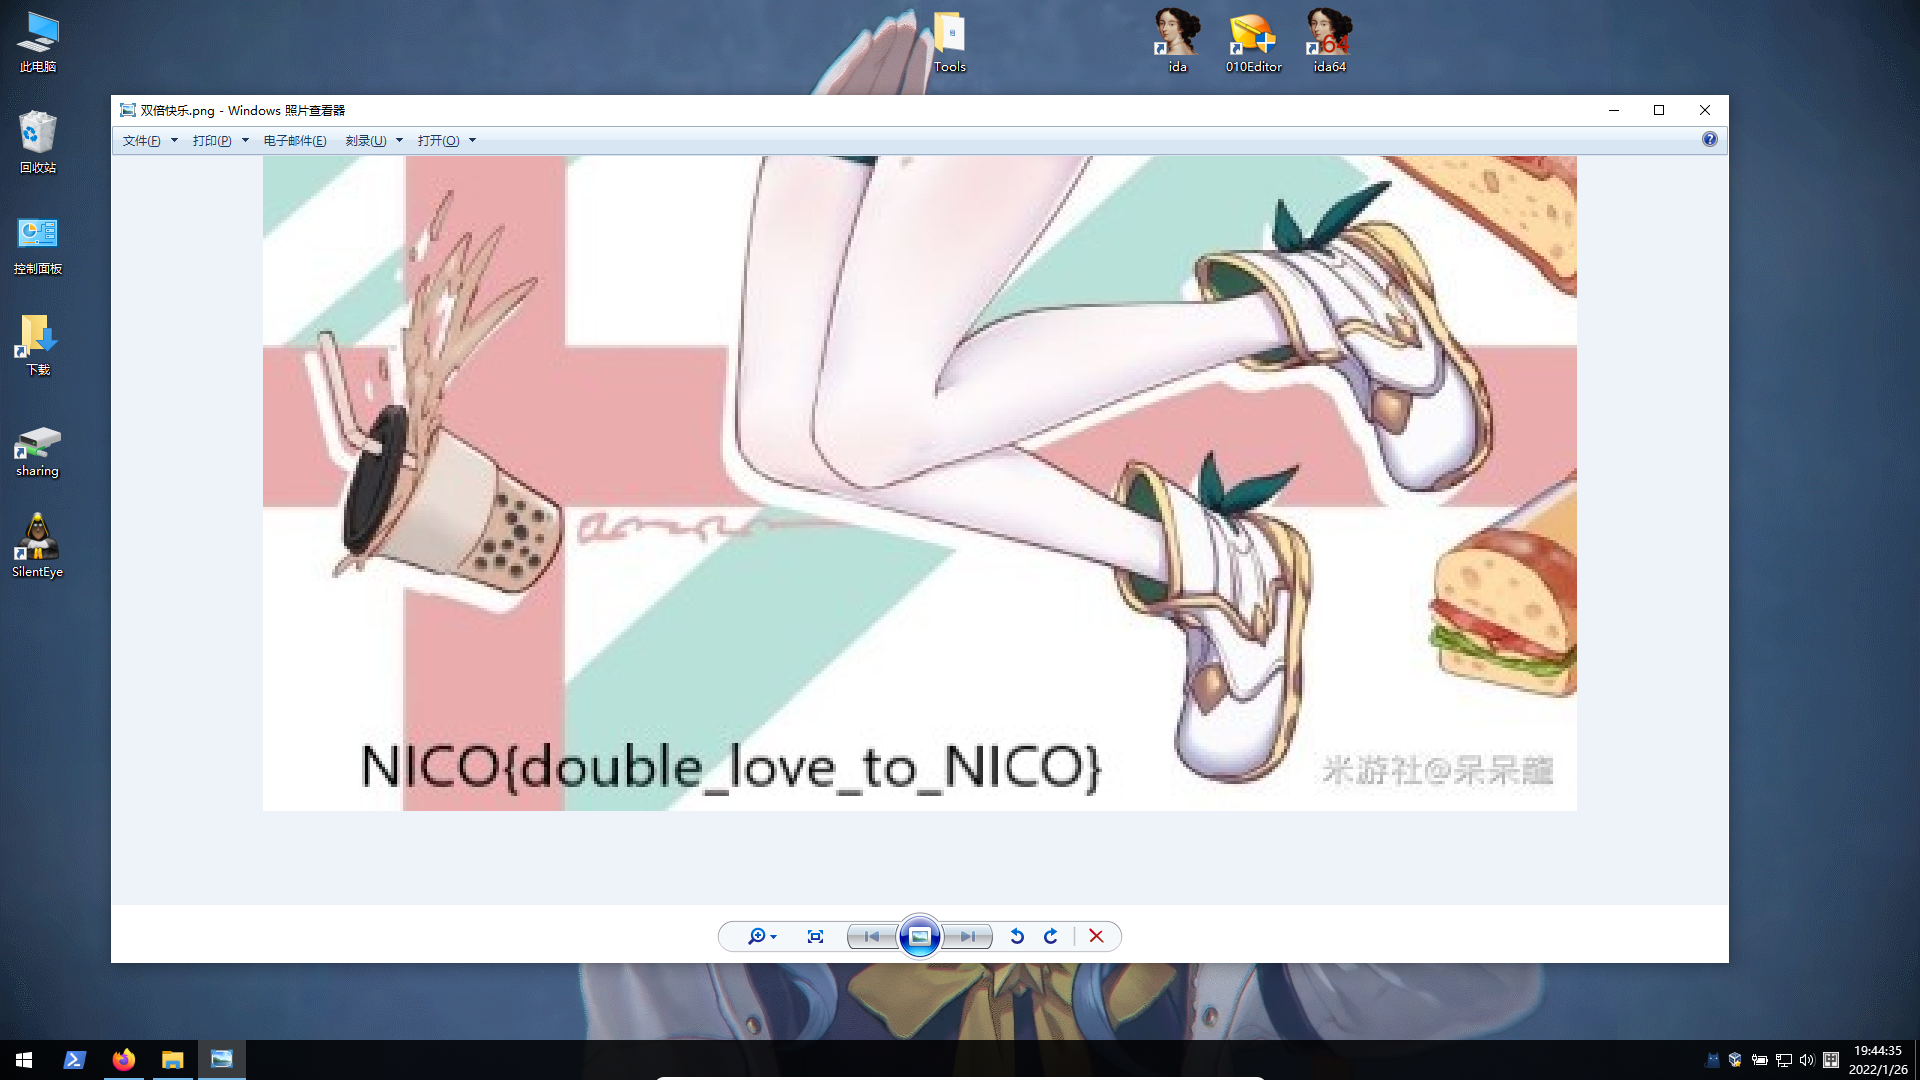 此电脑
回收站
控制面板
下载
sharing
SilentEye
Tools
ida
010Editor
ida64
64
双倍快乐.png - Windows 照片查看器
文件(F) 打印(P) 电子邮件(E) 刻录(U) 打开(O)
NICO{double_love_to_NICO}
米游社@呆呆龍
19:44:35
2022/1/26